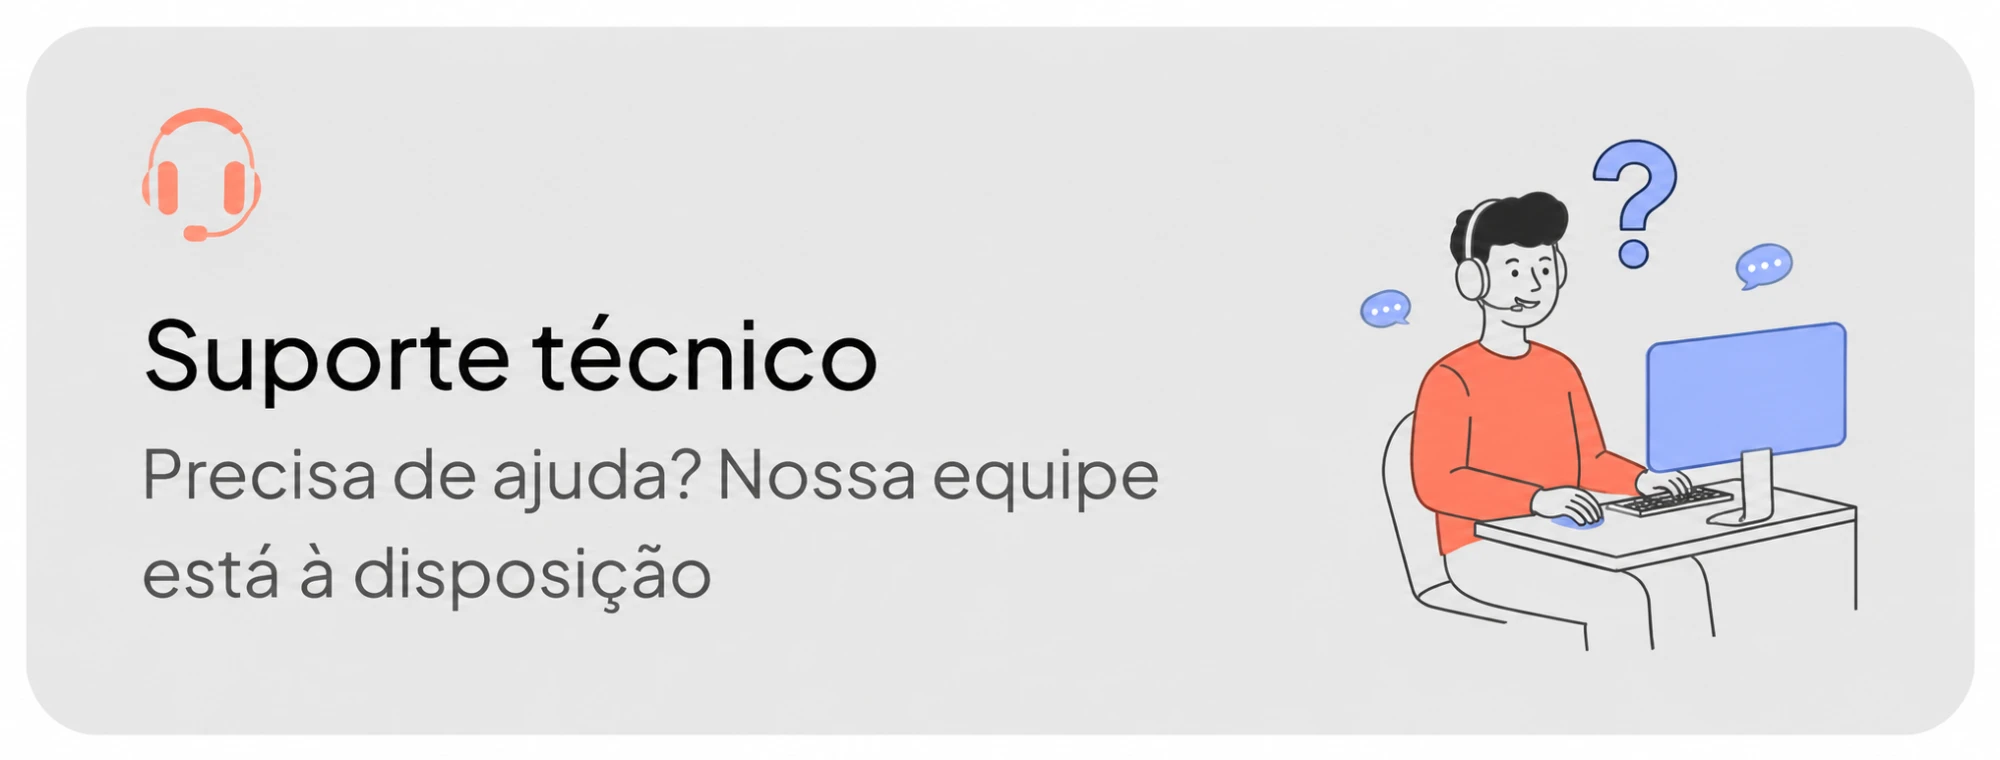 Suporte técnico
Precisa de ajuda? Nossa equipe
está à disposição
?